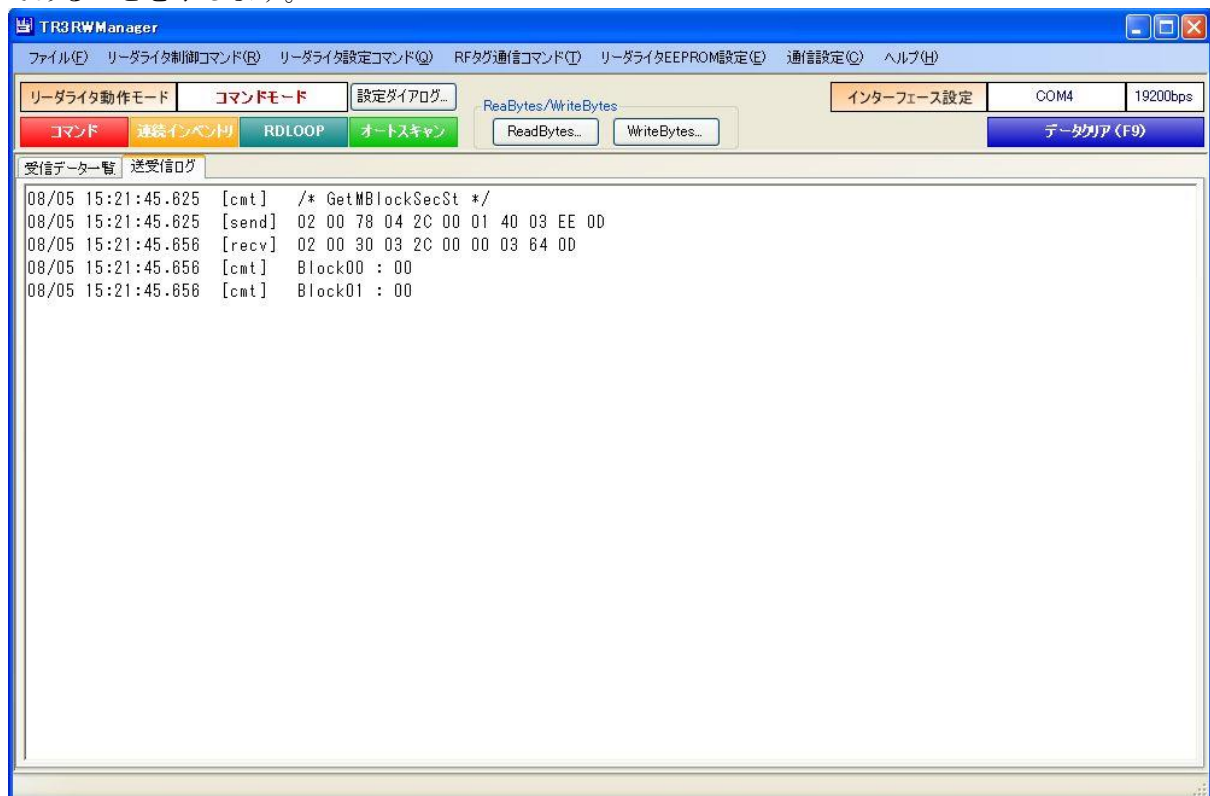 TR3RWManager
ファイル(F) リーダライタ制御コマンド(R) リーダライタ設定コマンド(Q) RFタグ通信コマンド(T) リーダライタEEPROM設定(E) 通信設定(C) ヘルプ(H)
リーダライタ動作モード コマンドモード 設定ダイアログ... ReaBytes/WriteBytes インターフェース設定 COM4 19200bps
コマンド 連続インベントリ RDLOOP オートスキャン ReadBytes... WriteBytes... データクリア(F9)
受信データ一覧 送受信ログ
08/05 15:21:45.625 [cmt] /* GetMBlockSecSt */
08/05 15:21:45.625 [send] 02 00 78 04 2C 00 01 40 03 EE 0D
08/05 15:21:45.656 [recv] 02 00 30 03 2C 00 00 03 64 0D
08/05 15:21:45.656 [cmt] Block00 : 00
08/05 15:21:45.656 [cmt] Block01 : 00